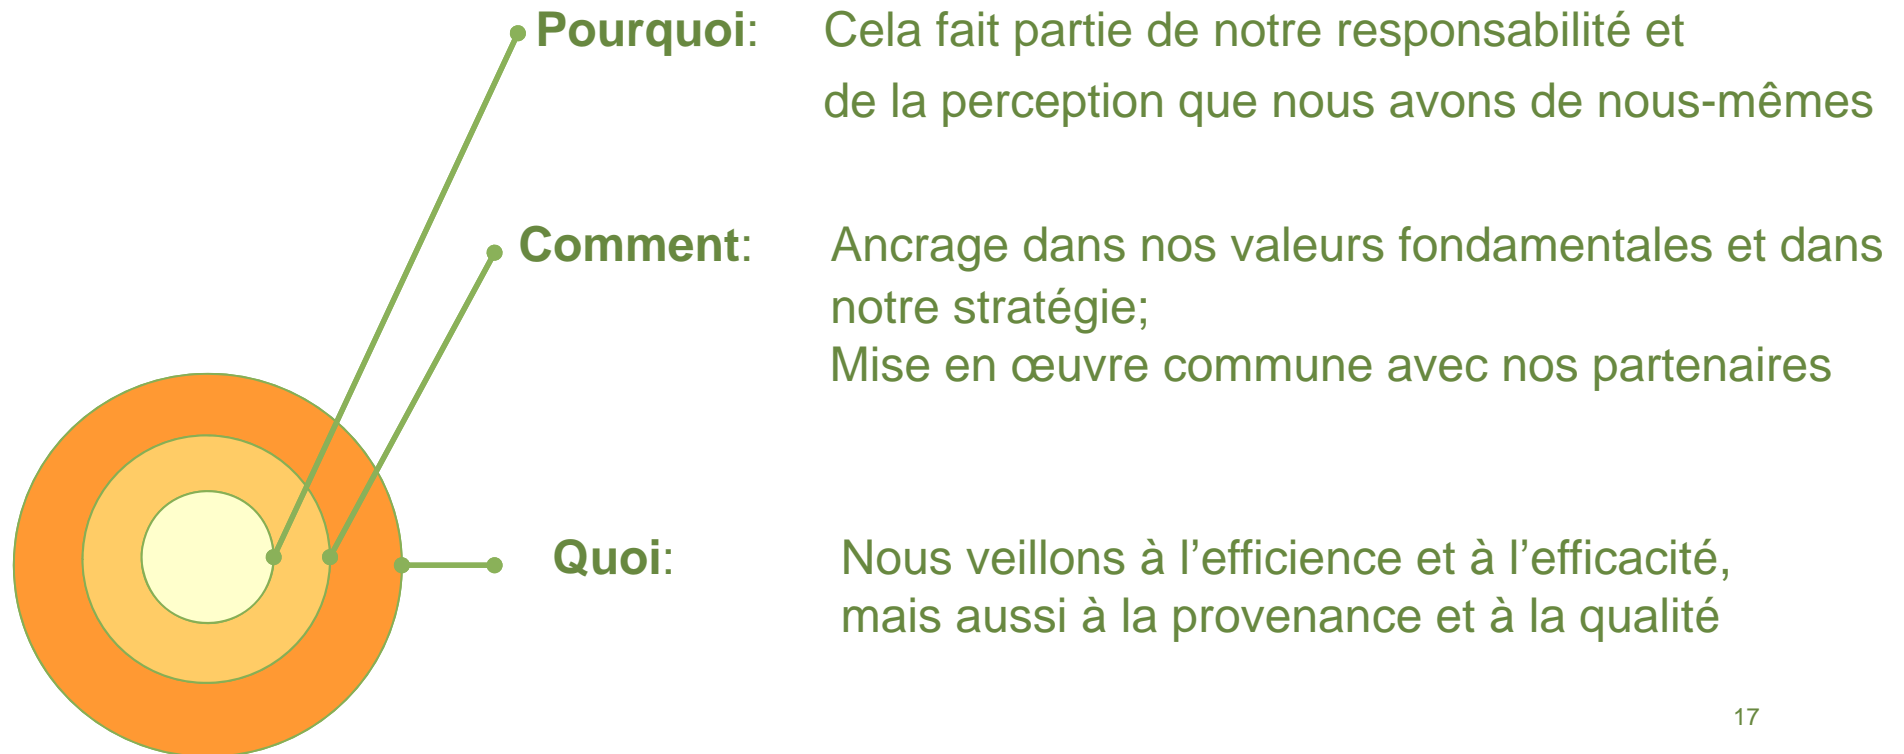 Pourquoi: Cela fait partie de notre responsabilité et
de la perception que nous avons de nous-mêmes
Comment: Ancrage dans nos valeurs fondamentales et dans
notre stratégie;
Mise en œuvre commune avec nos partenaires
Quoi: Nous veillons à l’efficience et à l’efficacité,
mais aussi à la provenance et à la qualité
17